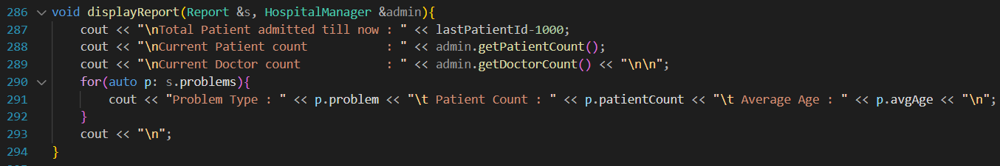 286 void displayReport(Report &s, HospitalManager &admin){
287     cout << "\nTotal Patient admitted till now : " << lastPatientId-1000;
288     cout << "\nCurrent Patient count           : " << admin.getPatientCount();
289     cout << "\nCurrent Doctor count            : " << admin.getDoctorCount() << "\n\n";
290     for(auto p: s.problems){
291         cout << "Problem Type : " << p.problem << "\t Patient Count : " << p.patientCount << "\t Average Age : " << p.avgAge << "\n";
292     }
293     cout << "\n";
294 }